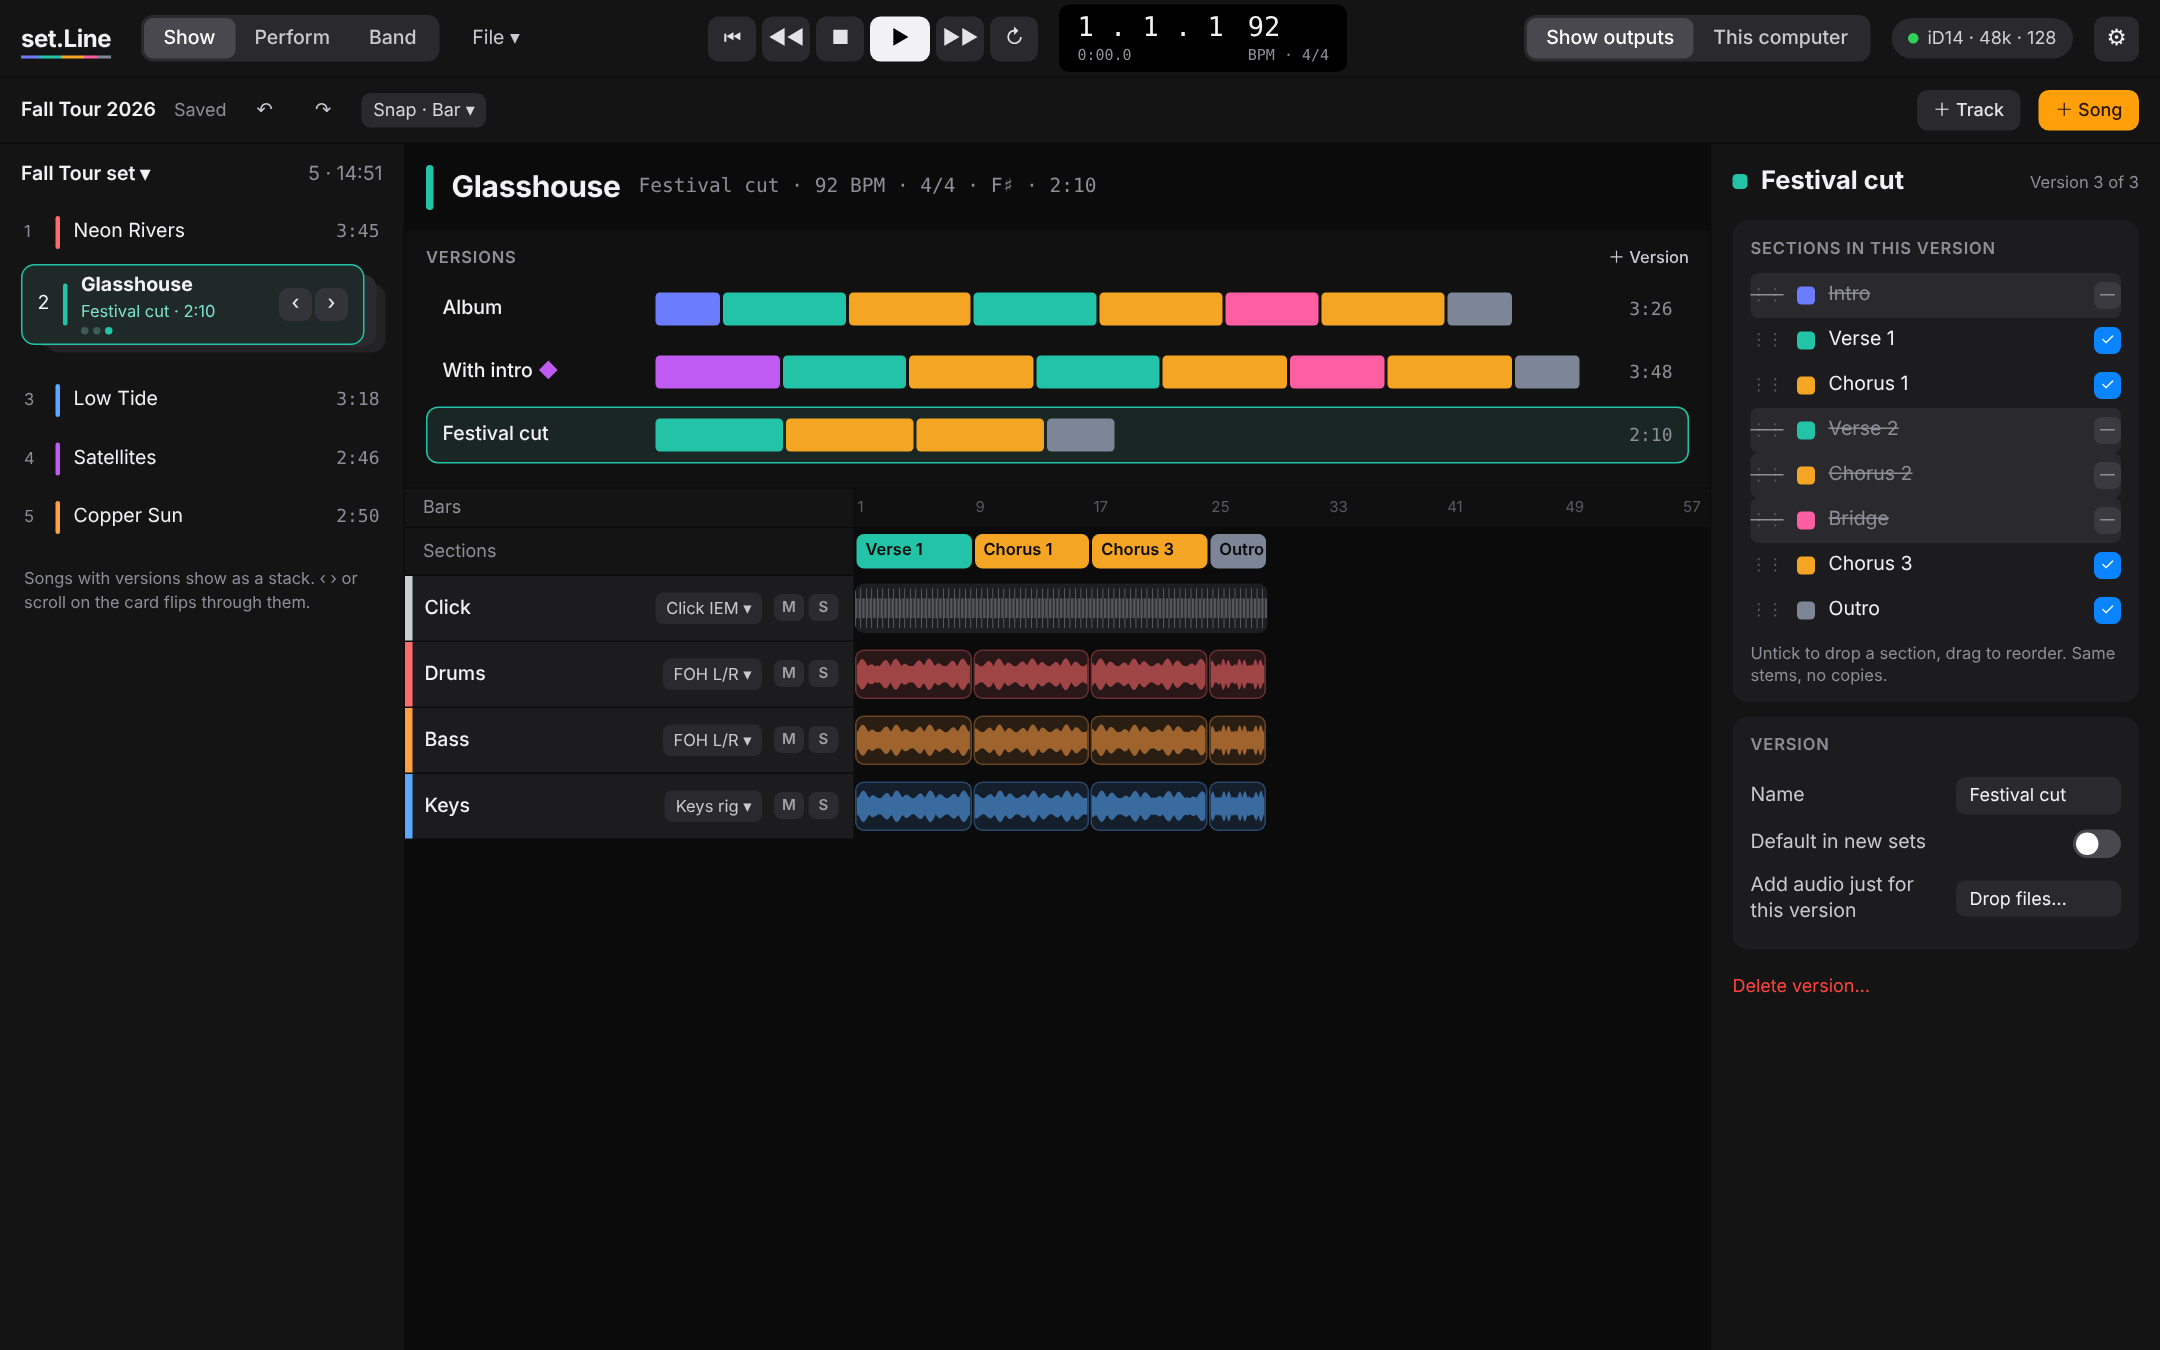 set.Line
Show
Perform
Band
File ▾
1 . 1 . 1
0:00.0
92
BPM · 4/4
Show outputs
This computer
iD14 · 48k · 128
Fall Tour 2026
Saved
Snap · Bar ▾
+ Track
+ Song
Fall Tour set ▾
5 · 14:51
1
Neon Rivers
3:45
2
Glasshouse
Festival cut · 2:10
3
Low Tide
3:18
4
Satellites
2:46
5
Copper Sun
2:50
Songs with versions show as a stack. ‹ › or
scroll on the card flips through them.
Glasshouse
Festival cut · 92 BPM · 4/4 · F♯ · 2:10
VERSIONS
+ Version
Album
3:26
With intro
3:48
Festival cut
2:10
Bars
1
9
17
25
33
41
49
57
Sections
Verse 1
Chorus 1
Chorus 3
Outro
Click
Click IEM ▾
M
S
Drums
FOH L/R ▾
M
S
Bass
FOH L/R ▾
M
S
Keys
Keys rig ▾
M
S
Festival cut
Version 3 of 3
SECTIONS IN THIS VERSION
Intro
Verse 1
Chorus 1
Verse 2
Chorus 2
Bridge
Chorus 3
Outro
Untick to drop a section, drag to reorder. Same
stems, no copies.
VERSION
Name
Festival cut
Default in new sets
Add audio just for
this version
Drop files...
Delete version...